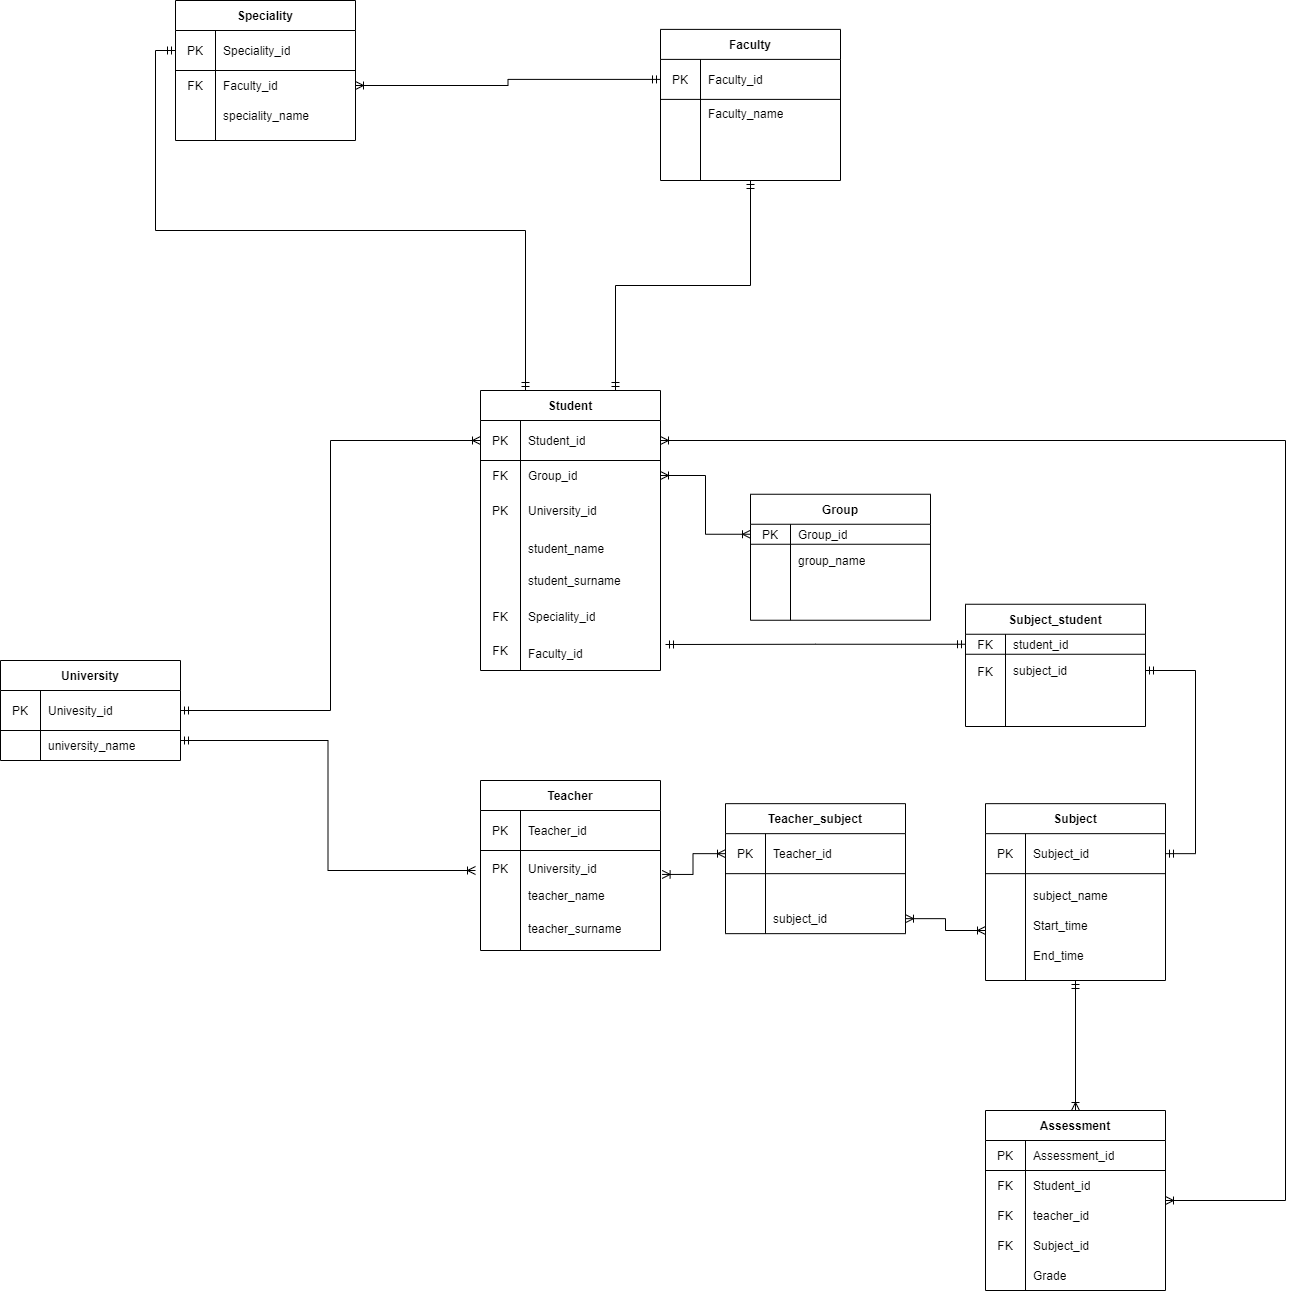 Speciality
PK Speciality_id
FK Faculty_id
speciality_name
Faculty
PK Faculty_id
Faculty_name
Student
PK Student_id
FK Group_id
PK University_id
student_name
student_surname
FK Speciality_id
FK Faculty_id
Group
PK Group_id
group_name
Subject_student
FK student_id
FK subject_id
University
PK Univesity_id
university_name
Teacher
PK Teacher_id
PK University_id
teacher_name
teacher_surname
Teacher_subject
PK Teacher_id
subject_id
Subject
PK Subject_id
subject_name
Start_time
End_time
Assessment
PK Assessment_id
FK Student_id
FK teacher_id
FK Subject_id
Grade